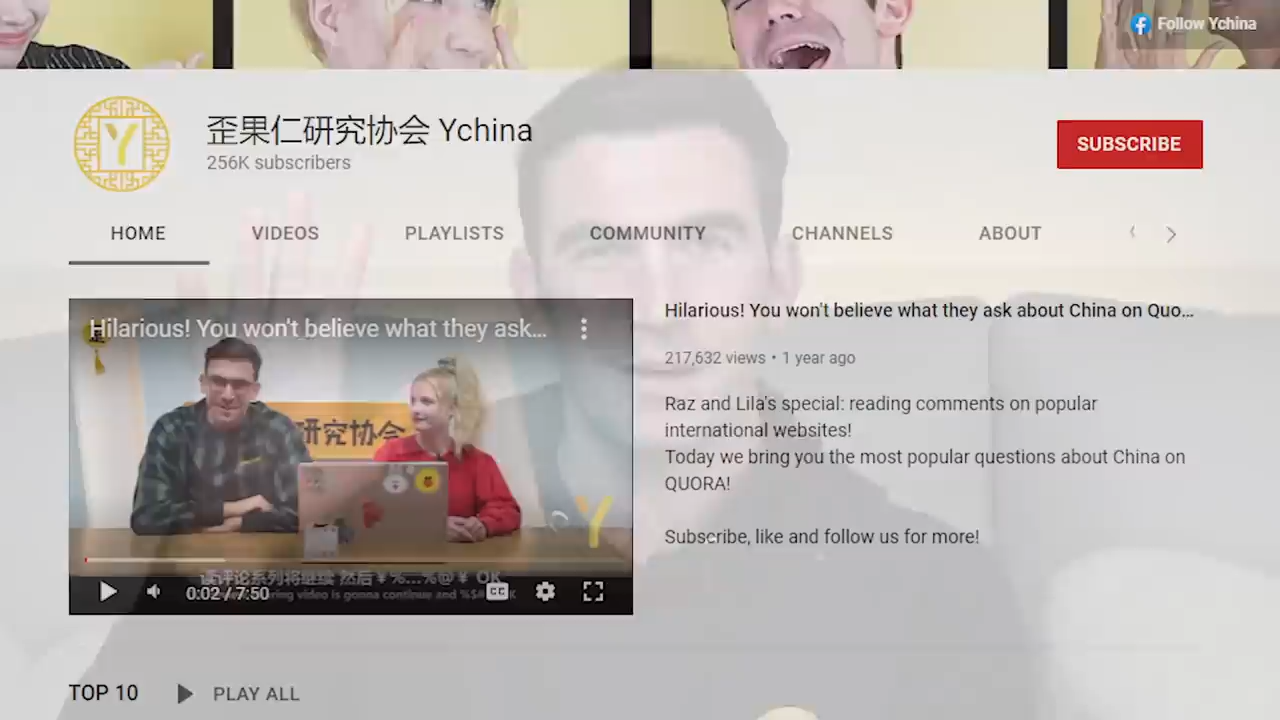 Follow Ychina
歪果仁研究协会 Ychina
256K subscribers
SUBSCRIBE
HOME
VIDEOS
PLAYLISTS
COMMUNITY
CHANNELS
ABOUT
Hilarious! You won't believe what they ask...
研究协会
0:02 / 7:50
CC
Hilarious! You won't believe what they ask about China on Quo...
217,632 views • 1 year ago
Raz and Lila's special: reading comments on popular
international websites!
Today we bring you the most popular questions about China on
QUORA!
Subscribe, like and follow us for more!
TOP 10
PLAY ALL